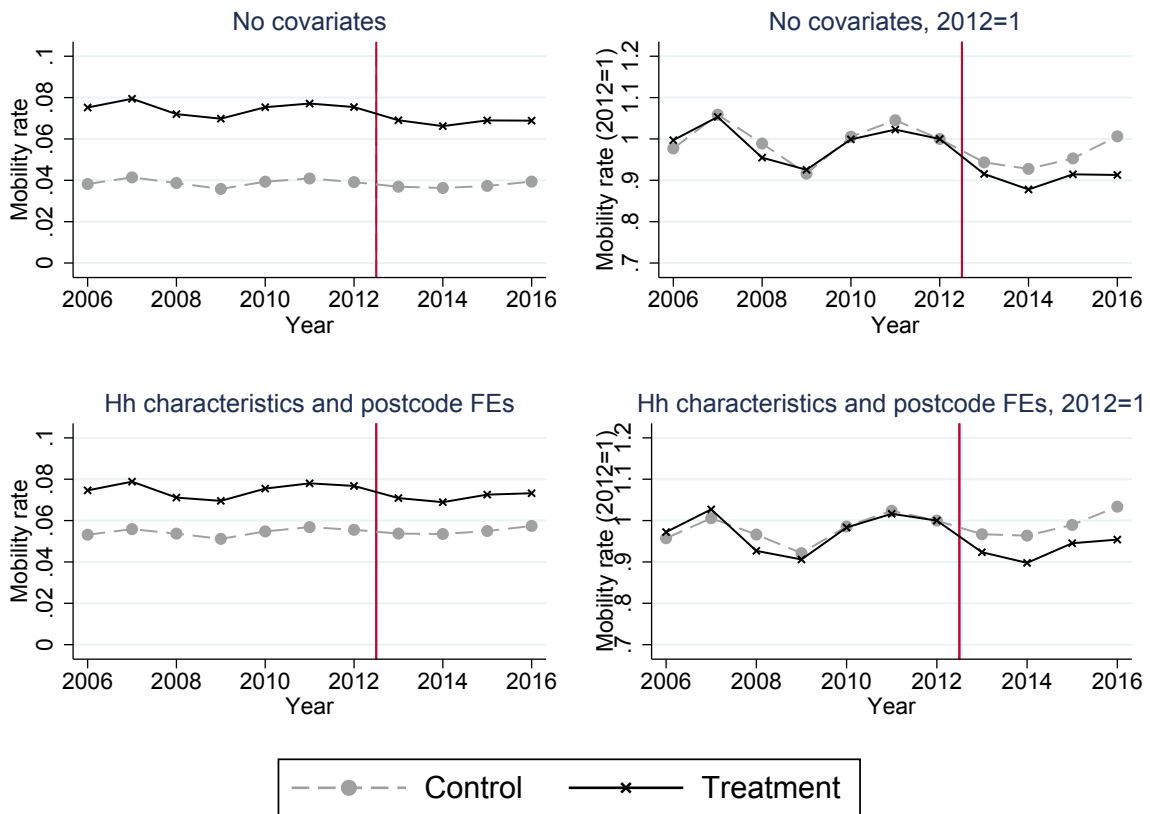 No covariates
Mobility rate
.1
.08
.06
.04
.02
0
2006 2008 2010 2012 2014 2016
Year
No covariates, 2012=1
Mobility rate (2012=1)
1.2
1.1
1
.9
.8
.7
2006 2008 2010 2012 2014 2016
Year
Hh characteristics and postcode FEs
Mobility rate
.1
.08
.06
.04
.02
0
2006 2008 2010 2012 2014 2016
Year
Hh characteristics and postcode FEs, 2012=1
Mobility rate (2012=1)
1.2
1.1
1
.9
.8
.7
2006 2008 2010 2012 2014 2016
Year
Control Treatment